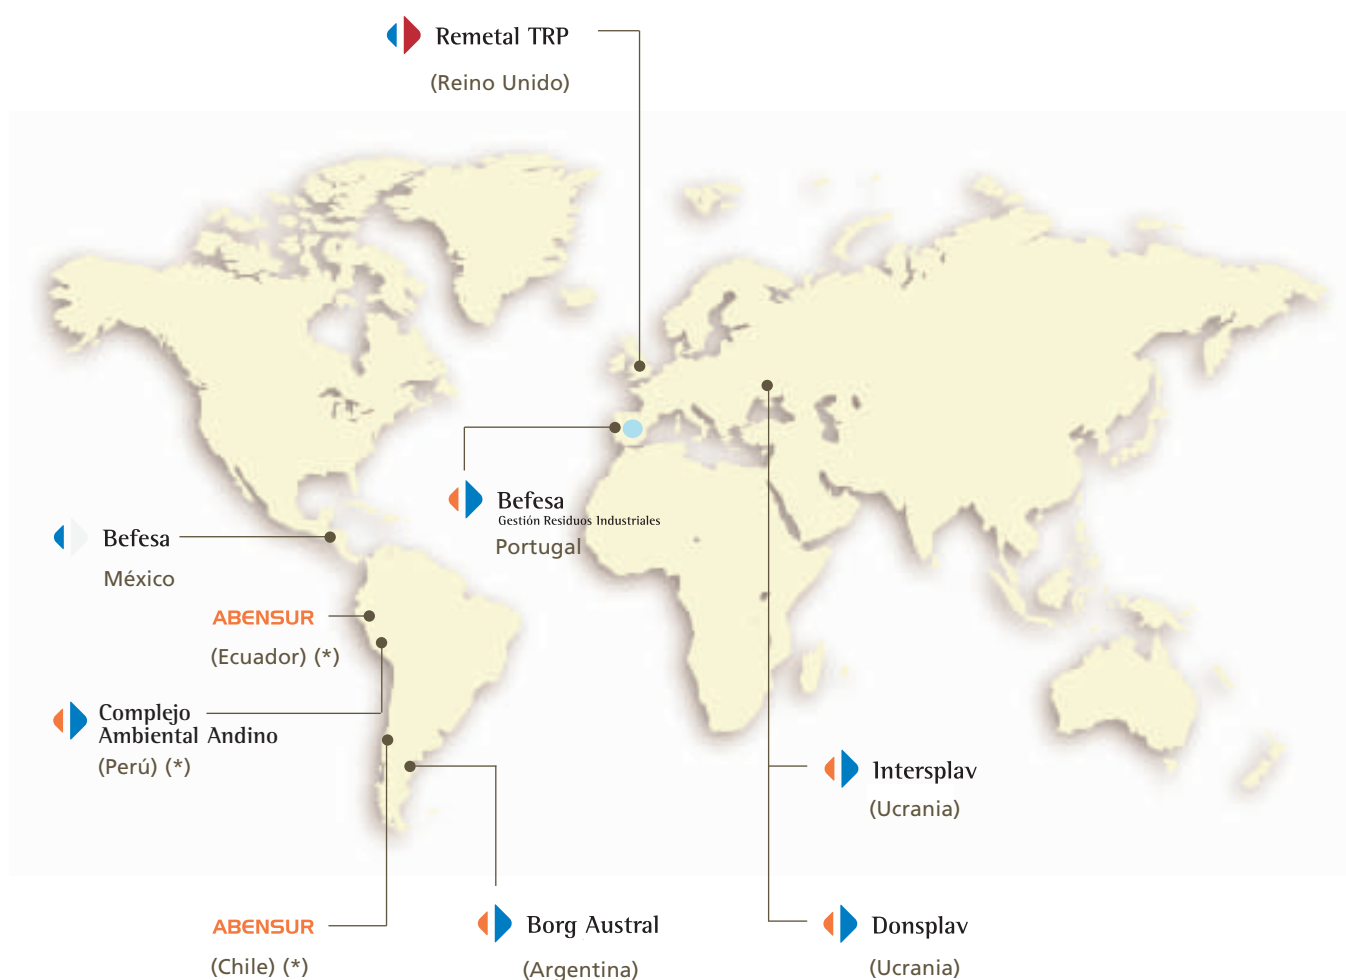 Remetal TRP
(Reino Unido)
Befesa
Gestión Residuos Industriales
Portugal
Befesa
México
ABENSUR
(Ecuador) (*)
Complejo
Ambiental Andino
(Perú) (*)
Intersplav
(Ucrania)
ABENSUR
(Chile) (*)
Borg Austral
(Argentina)
Donsplav
(Ucrania)